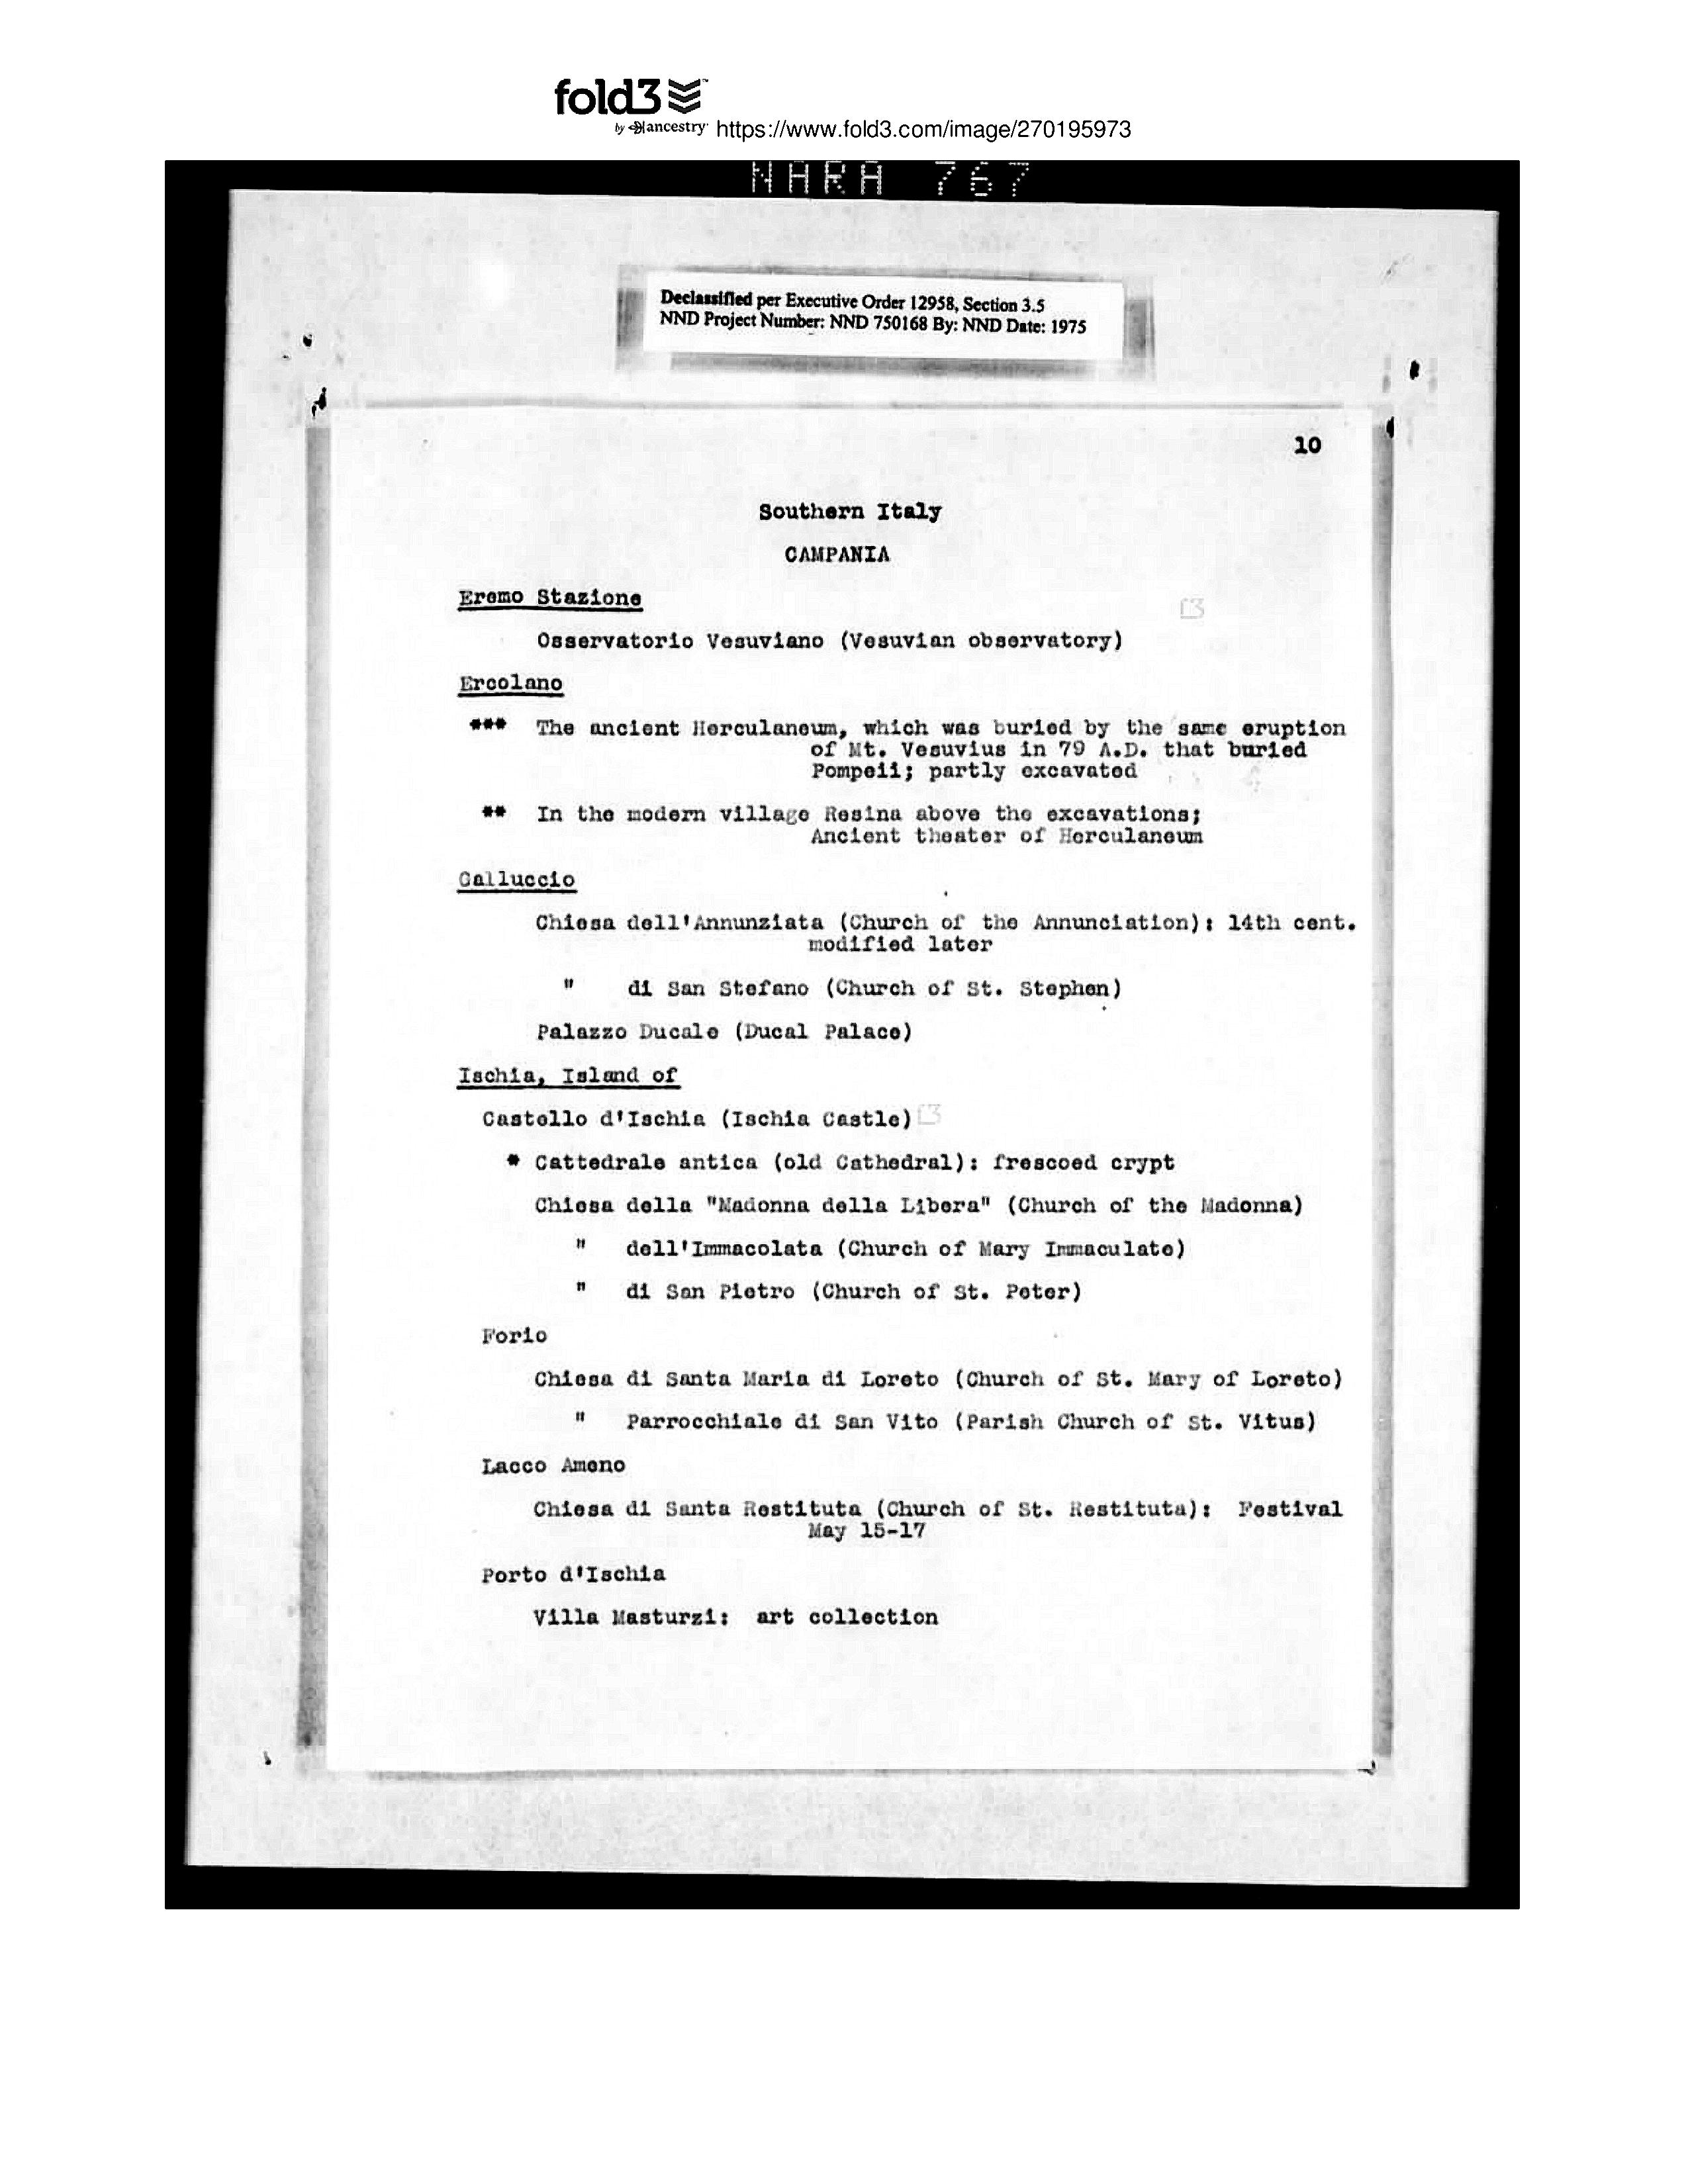 fold3
by ancestry https://www.fold3.com/image/270195973
NARA 767
Declassified per Executive Order 12958, Section 3.5
NND Project Number: NND 750168 By: NND Date: 1975
10
Southern Italy
CAMPANIA
Eremo Stazione
Osservatorio Vesuviano (Vesuvian observatory)
Ercolano
*** The ancient Herculaneum, which was buried by the same eruption
of Mt. Vesuvius in 79 A.D. that buried
Pompeii; partly excavated
** In the modern village Resina above the excavations;
Ancient theater of Herculaneum
Galluccio
Chiesa dell'Annunziata (Church of the Annunciation): 14th cent.
modified later
" di San Stefano (Church of St. Stephen)
Palazzo Ducale (Ducal Palace)
Ischia, Island of
Castello d'Ischia (Ischia Castle)
* Cattedrale antica (old Cathedral): frescoed crypt
Chiesa della "Madonna della Libera" (Church of the Madonna)
" dell'Immacolata (Church of Mary Immaculate)
" di San Pietro (Church of St. Peter)
Forio
Chiesa di Santa Maria di Loreto (Church of St. Mary of Loreto)
" Parrocchiale di San Vito (Parish Church of St. Vitus)
Lacco Ameno
Chiesa di Santa Restituta (Church of St. Restituta): Festival
May 15-17
Porto d'Ischia
Villa Masturzi: art collection